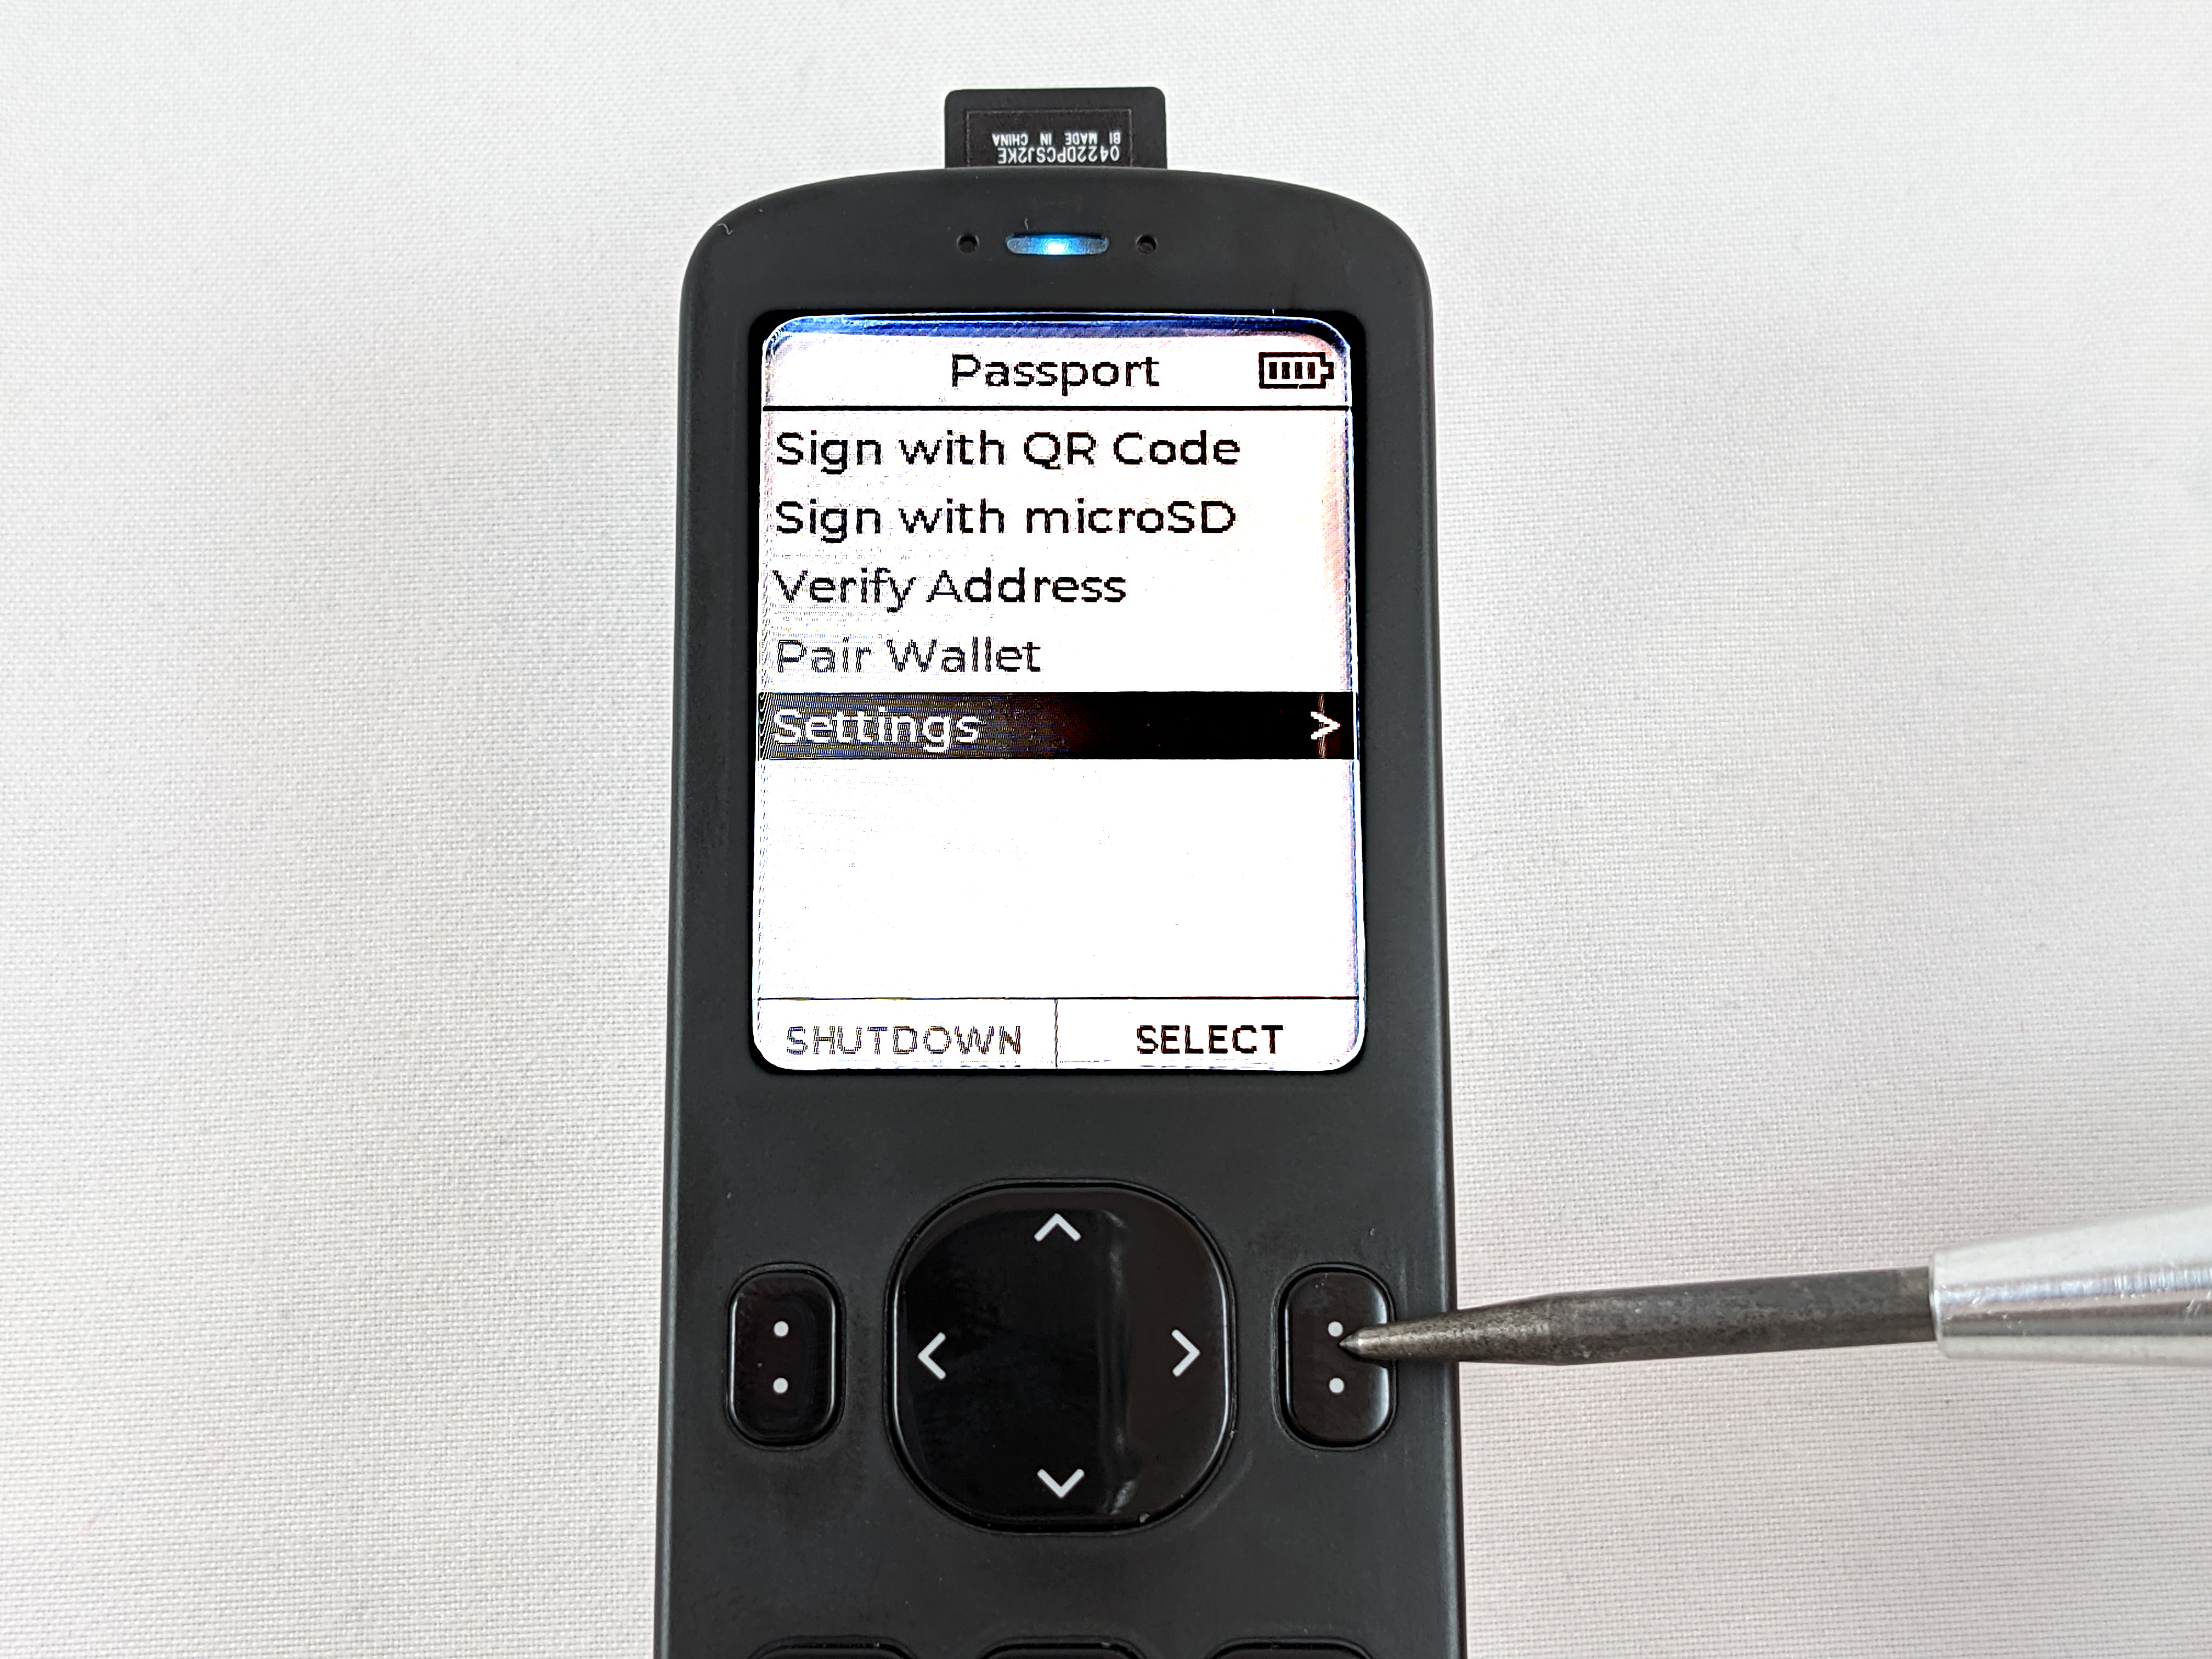 0422DPCSJ2KE
BI MADE IN CHINA
Passport
Sign with QR Code
Sign with microSD
Verify Address
Pair Wallet
Settings >
SHUTDOWN SELECT